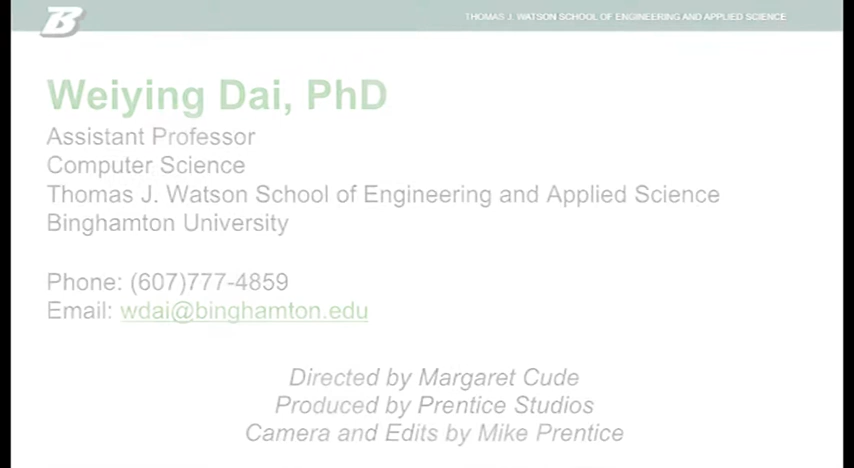 B
THOMAS J. WATSON SCHOOL OF ENGINEERING AND APPLIED SCIENCE
Weiying Dai, PhD
Assistant Professor
Computer Science
Thomas J. Watson School of Engineering and Applied Science
Binghamton University
Phone: (607)777-4859
Email: wdai@binghamton.edu
Directed by Margaret Cude
Produced by Prentice Studios
Camera and Edits by Mike Prentice